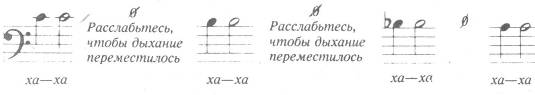 Расслабьтесь,
чтобы дыхание
переместилось
Расслабьтесь,
чтобы дыхание
переместилось
ха—ха
ха—ха
ха—ха
ха—ха